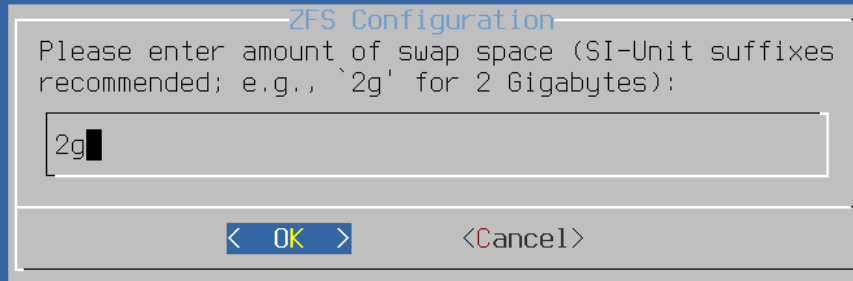 ZFS Configuration
Please enter amount of swap space (SI-Unit suffixes
recommended; e.g., `2g' for 2 Gigabytes):
2g
< OK > <Cancel>